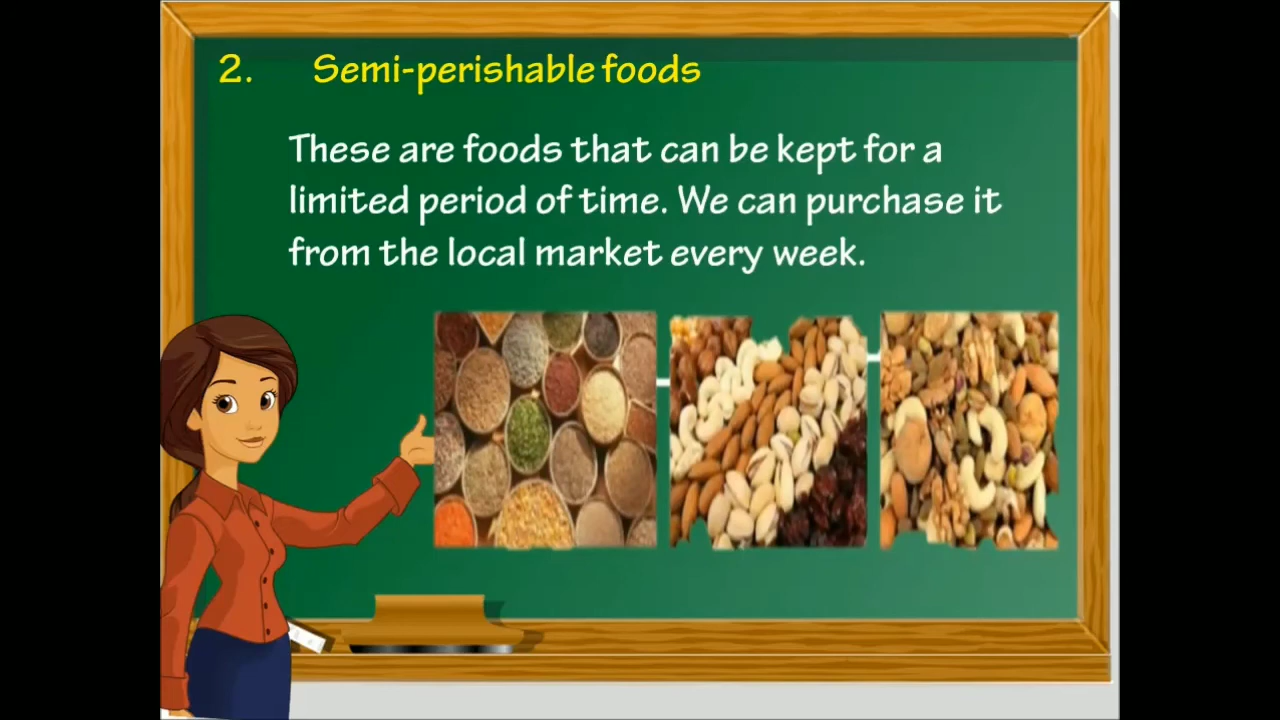 2. Semi-perishable foods
These are foods that can be kept for a
limited period of time. We can purchase it
from the local market every week.